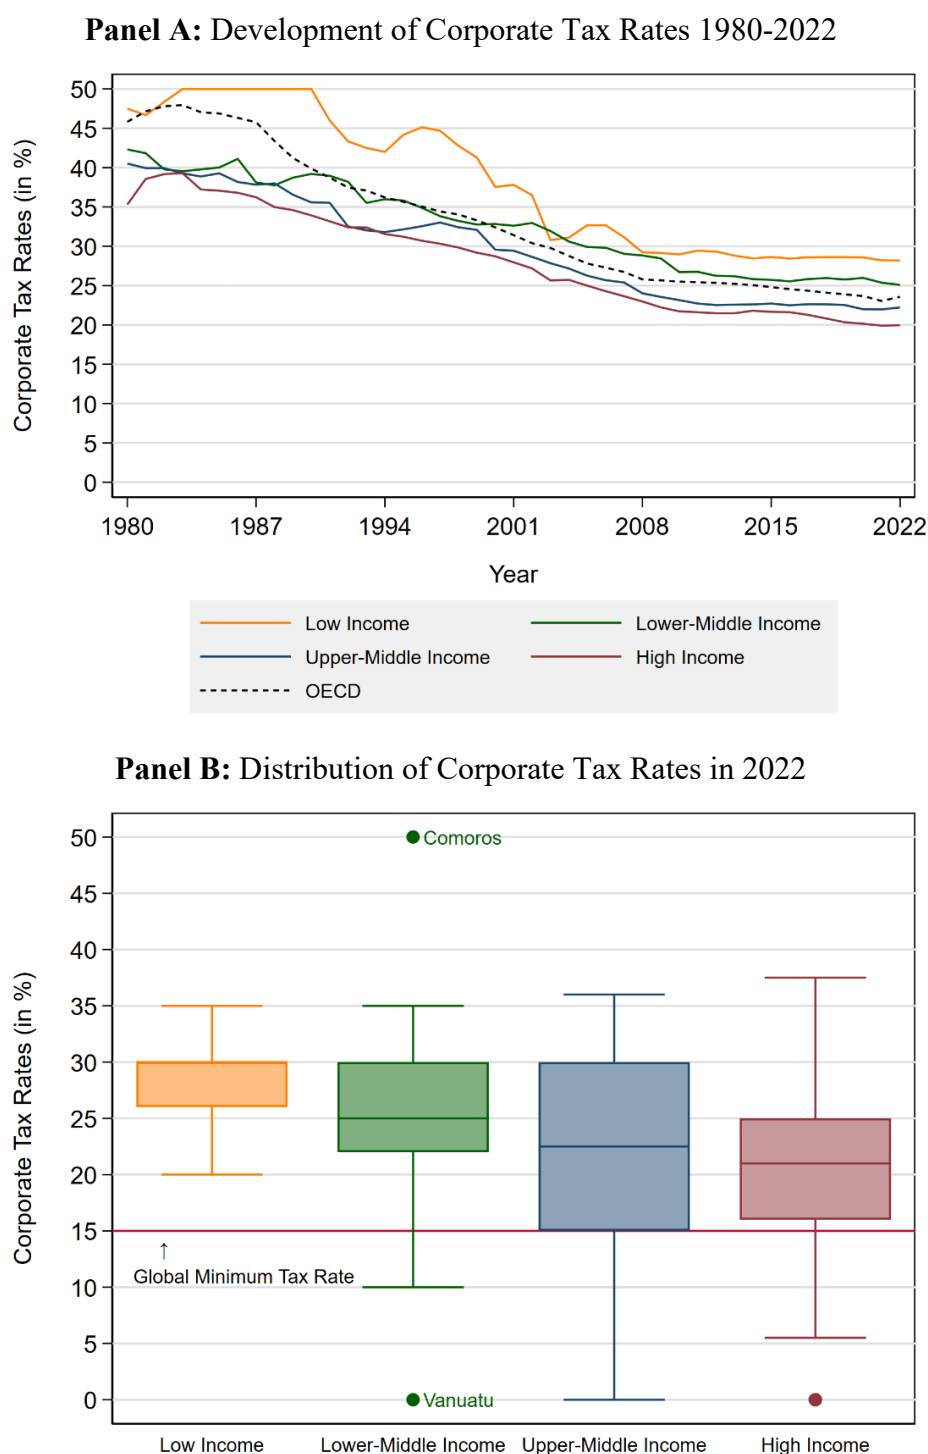 Panel A: Development of Corporate Tax Rates 1980-2022
Corporate Tax Rates (in %)
50
45
40
35
30
25
20
15
10
5
0
1980 1987 1994 2001 2008 2015 2022
Year
Low Income Lower-Middle Income
Upper-Middle Income High Income
OECD
Panel B: Distribution of Corporate Tax Rates in 2022
Corporate Tax Rates (in %)
50
45
40
35
30
25
20
15
10
5
0
Comoros
↑
Global Minimum Tax Rate
Vanuatu
Low Income Lower-Middle Income Upper-Middle Income High Income